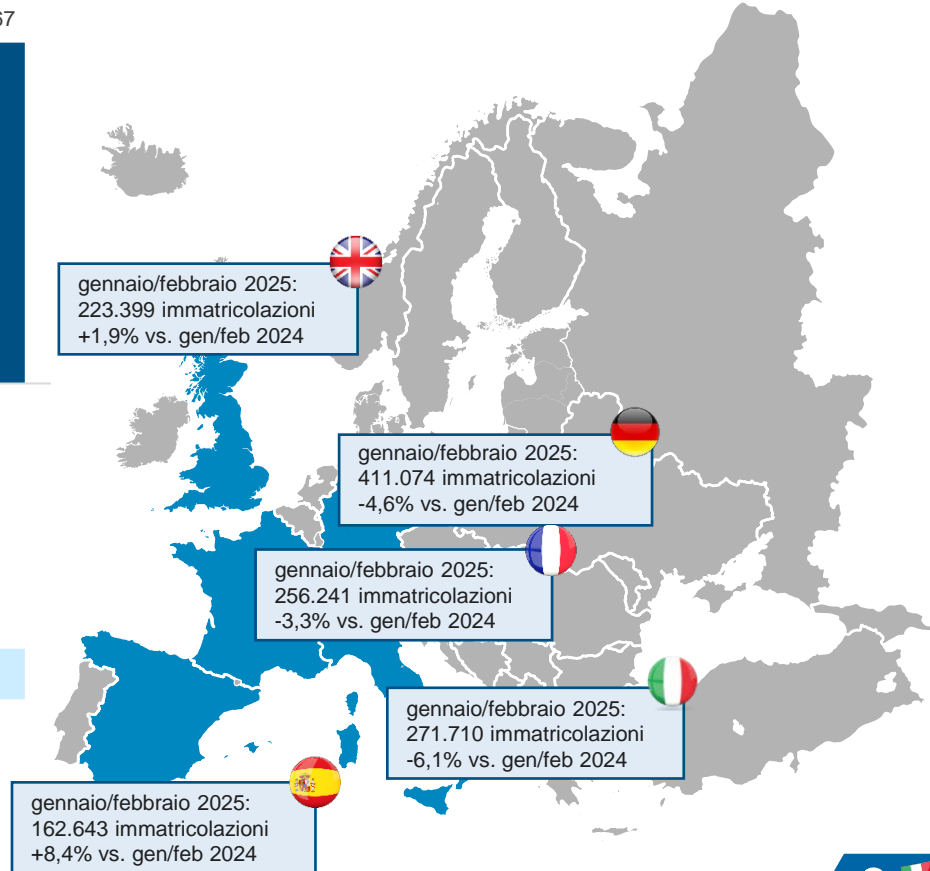 gennaio/febbraio 2025:
223.399 immatricolazioni
+1,9% vs. gen/feb 2024
gennaio/febbraio 2025:
411.074 immatricolazioni
-4,6% vs. gen/feb 2024
gennaio/febbraio 2025:
256.241 immatricolazioni
-3,3% vs. gen/feb 2024
gennaio/febbraio 2025:
271.710 immatricolazioni
-6,1% vs. gen/feb 2024
gennaio/febbraio 2025:
162.643 immatricolazioni
+8,4% vs. gen/feb 2024